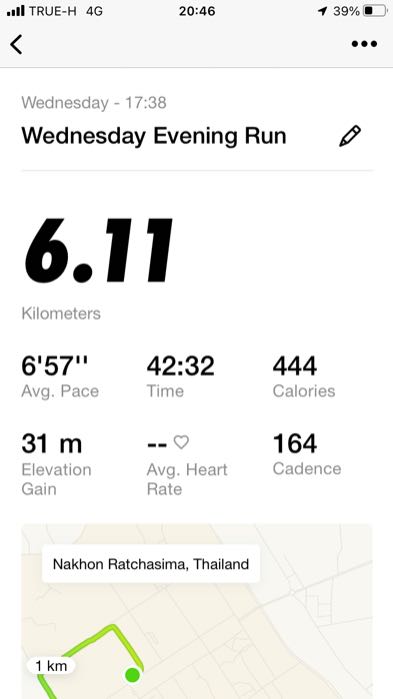 TRUE-H 4G 20:46 39%
Wednesday - 17:38
Wednesday Evening Run
6.11
Kilometers
6'57'' 42:32 444
Avg. Pace Time Calories
31 m -- 164
Elevation Gain Avg. Heart Rate Cadence
Nakhon Ratchasima, Thailand
1 km